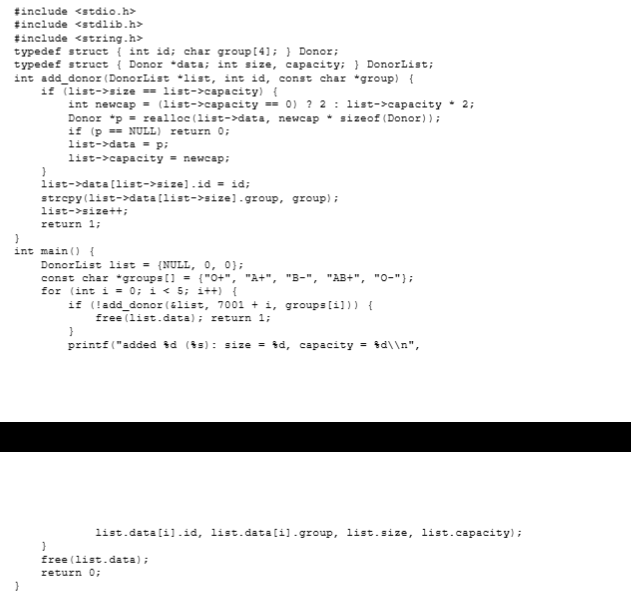 #include <stdio.h>
#include <stdlib.h>
#include <string.h>
typedef struct { int id; char group[4]; } Donor;
typedef struct { Donor *data; int size, capacity; } DonorList;
int add_donor(DonorList *list, int id, const char *group) {
    if (list->size == list->capacity) {
        int newcap = (list->capacity == 0) ? 2 : list->capacity * 2;
        Donor *p = realloc(list->data, newcap * sizeof(Donor));
        if (p == NULL) return 0;
        list->data = p;
        list->capacity = newcap;
    }
    list->data[list->size].id = id;
    strcpy(list->data[list->size].group, group);
    list->size++;
    return 1;
}
int main() {
    DonorList list = {NULL, 0, 0};
    const char *groups[] = {"O+", "A+", "B-", "AB+", "O-"};
    for (int i = 0; i < 5; i++) {
        if (!add_donor(&list, 7001 + i, groups[i])) {
            free(list.data); return 1;
        }
        printf("added %d (%s): size = %d, capacity = %d\\n",
            list.data[i].id, list.data[i].group, list.size, list.capacity);
    }
    free(list.data);
    return 0;
}